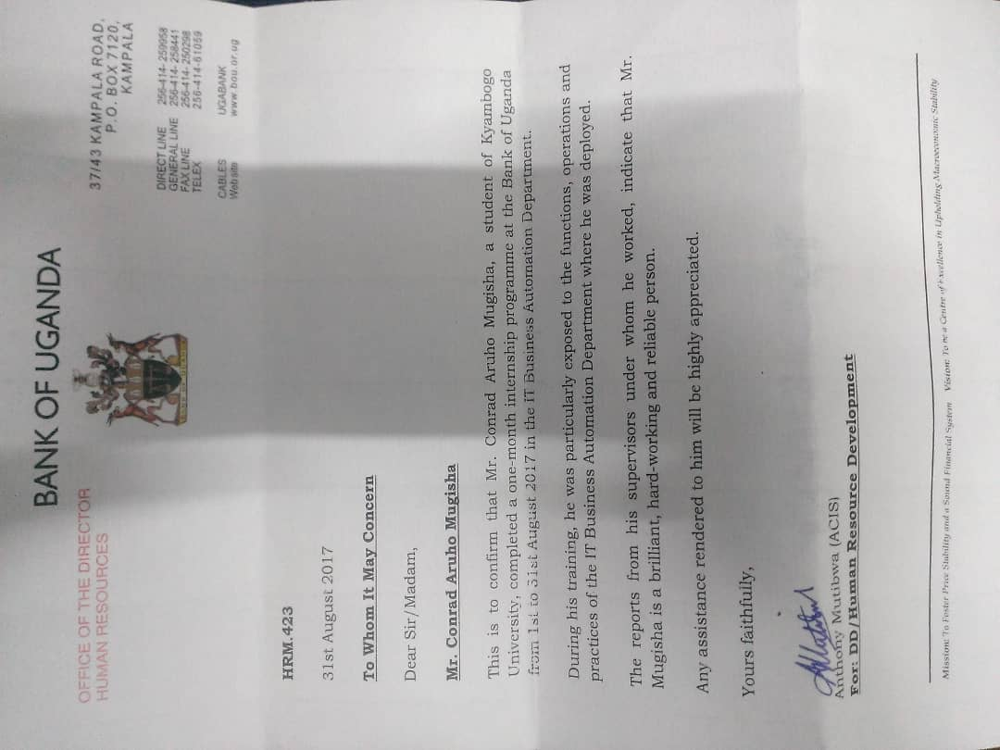 BANK OF UGANDA
OFFICE OF THE DIRECTOR
HUMAN RESOURCES
37/43 KAMPALA ROAD,
P.O. BOX 7120,
KAMPALA
DIRECT LINE 256-414-259958
GENERAL LINE 256-414-258441
FAX LINE 256-414-250298
TELEX 256-414-61059
CABLES UGABANK
Website www.bou.or.ug
HRM.423
31st August 2017
To Whom It May Concern
Dear Sir/Madam,
Mr. Conrad Aruho Mugisha
This is to confirm that Mr. Conrad Aruho Mugisha, a student of Kyambogo
University, completed a one-month internship programme at the Bank of Uganda
from 1st to 31st August 2017 in the IT Business Automation Department.
During his training, he was particularly exposed to the functions, operations and
practices of the IT Business Automation Department where he was deployed.
The reports from his supervisors under whom he worked, indicate that Mr.
Mugisha is a brilliant, hard-working and reliable person.
Any assistance rendered to him will be highly appreciated.
Yours faithfully,
Anthony Mutibwa (ACIS)
For: DD/Human Resource Development
Mission: To Foster Price Stability and a Sound Financial System Vision: To be a Centre of Excellence in Upholding Macroeconomic Stability